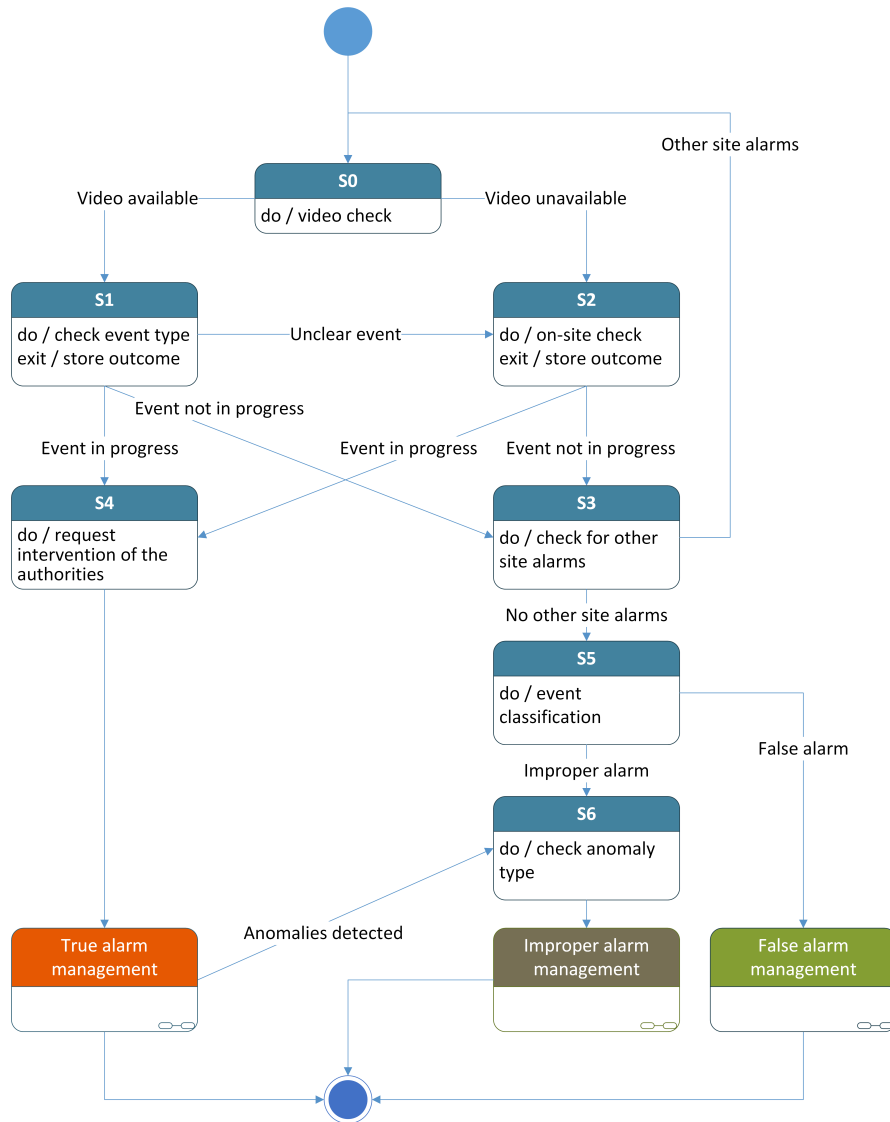 Other site alarms
S0
do / video check
Video available
Video unavailable
S1
do / check event type
exit / store outcome
Unclear event
S2
do / on-site check
exit / store outcome
Event not in progress
Event in progress
Event in progress
Event not in progress
S4
do / request
intervention of the
authorities
S3
do / check for other
site alarms
No other site alarms
S5
do / event
classification
False alarm
Improper alarm
S6
do / check anomaly
type
Anomalies detected
True alarm
management
Improper alarm
management
False alarm
management